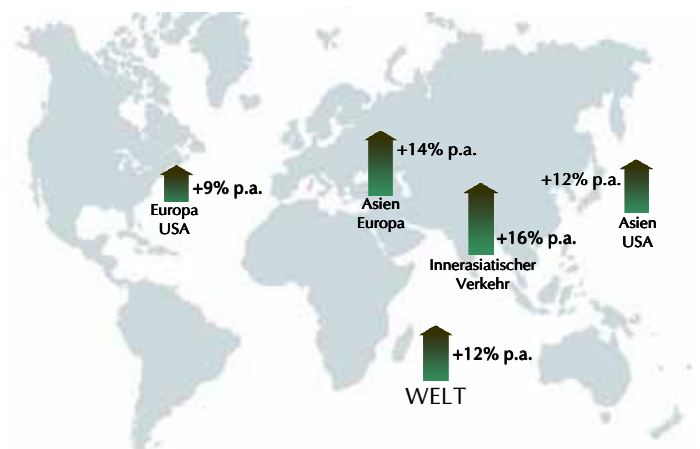 +9% p.a.
Europa
USA
+14% p.a.
Asien
Europa
+16% p.a.
Innerasiatischer
Verkehr
+12% p.a.
Asien
USA
+12% p.a.
WELT